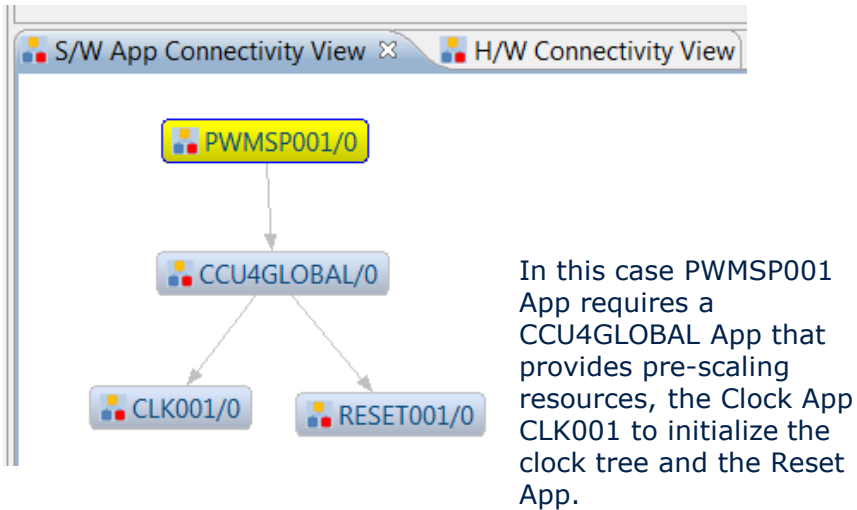 S/W App Connectivity View
H/W Connectivity View
PWMSP001/0
CCU4GLOBAL/0
CLK001/0
RESET001/0
In this case PWMSP001
App requires a
CCU4GLOBAL App that
provides pre-scaling
resources, the Clock App
CLK001 to initialize the
clock tree and the Reset
App.